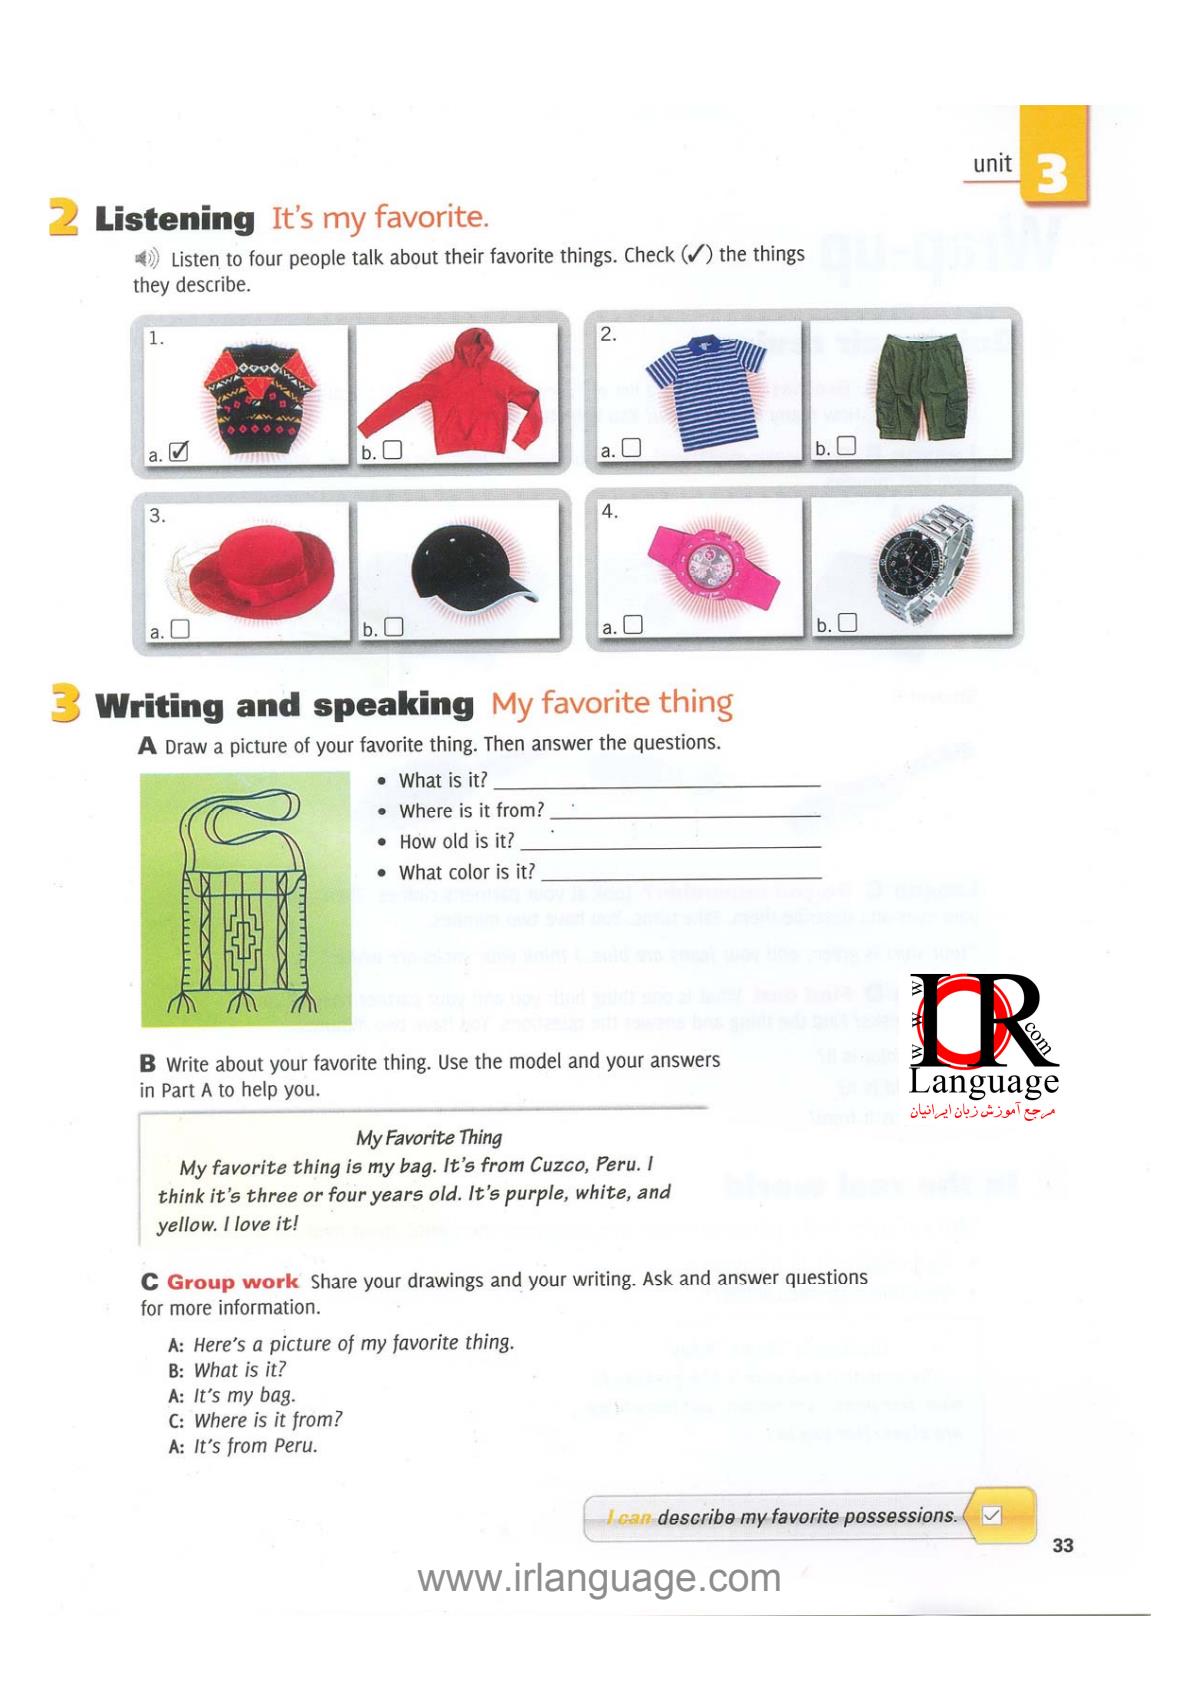 unit 3
2 Listening It's my favorite.
Listen to four people talk about their favorite things. Check (✓) the things
they describe.
1.
a. ✓
b.
2.
a.
b.
3.
a.
b.
4.
a.
b.
3 Writing and speaking My favorite thing
A Draw a picture of your favorite thing. Then answer the questions.
• What is it?
• Where is it from?
• How old is it?
• What color is it?
www
IR
.com
Language
مرجع آموزش زبان ایرانیان
B Write about your favorite thing. Use the model and your answers
in Part A to help you.
My Favorite Thing
My favorite thing is my bag. It's from Cuzco, Peru. I
think it's three or four years old. It's purple, white, and
yellow. I love it!
C Group work Share your drawings and your writing. Ask and answer questions
for more information.
A: Here's a picture of my favorite thing.
B: What is it?
A: It's my bag.
C: Where is it from?
A: It's from Peru.
I can describe my favorite possessions.
33
www.irlanguage.com